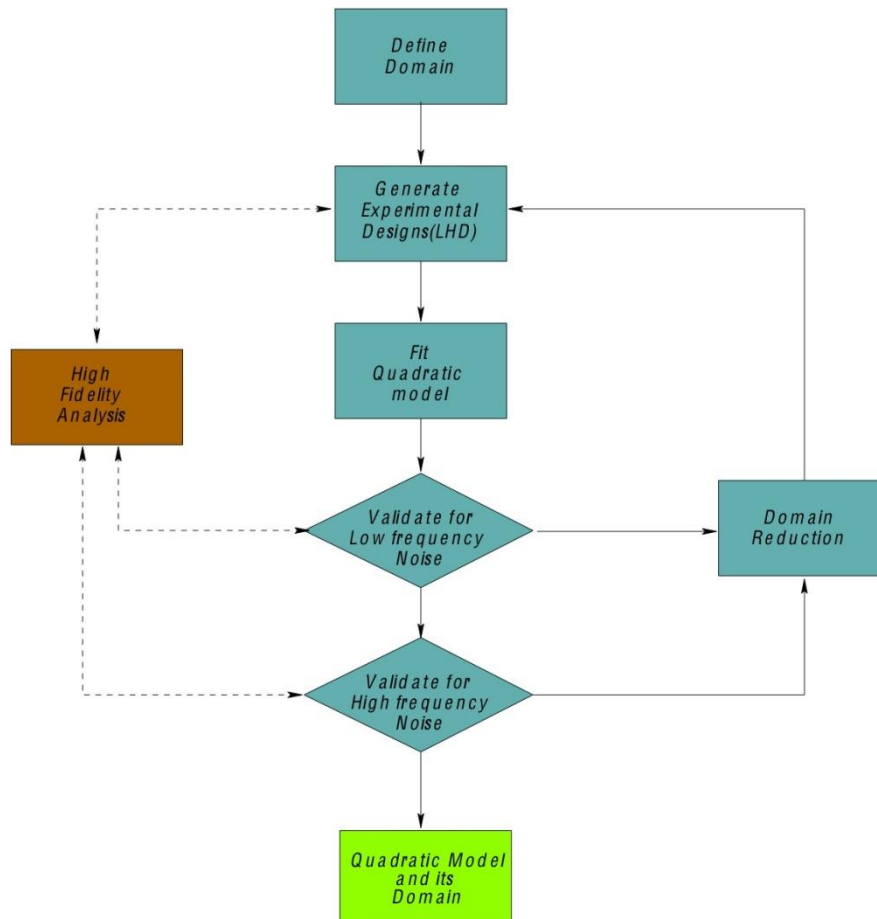 Define
Domain
Generate
Experimental
Designs(LHD)
Fit
Quadratic
model
High
Fidelity
Analysis
Validate for
Low frequency
Noise
Domain
Reduction
Validate for
High frequency
Noise
Quadratic Model
and its
Domain